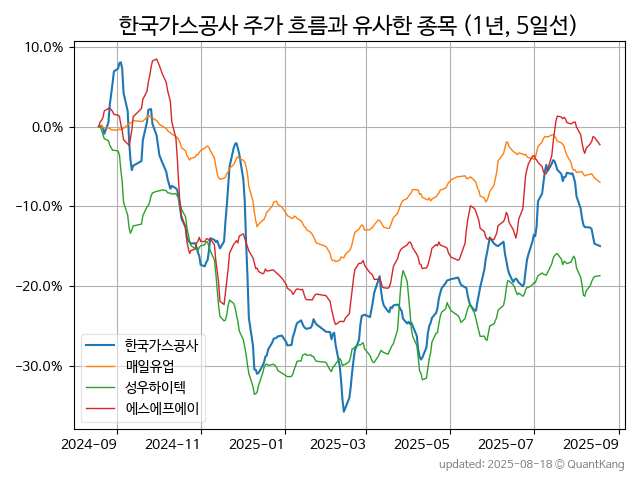 한국가스공사 주가 흐름과 유사한 종목 (1년, 5일선)
10.0%
0.0%
−10.0%
−20.0%
−30.0%
한국가스공사
매일유업
성우하이텍
에스에프에이
2024−09 2024−11 2025−01 2025−03 2025−05 2025−07 2025−09
updated: 2025-08-18 © QuantKang